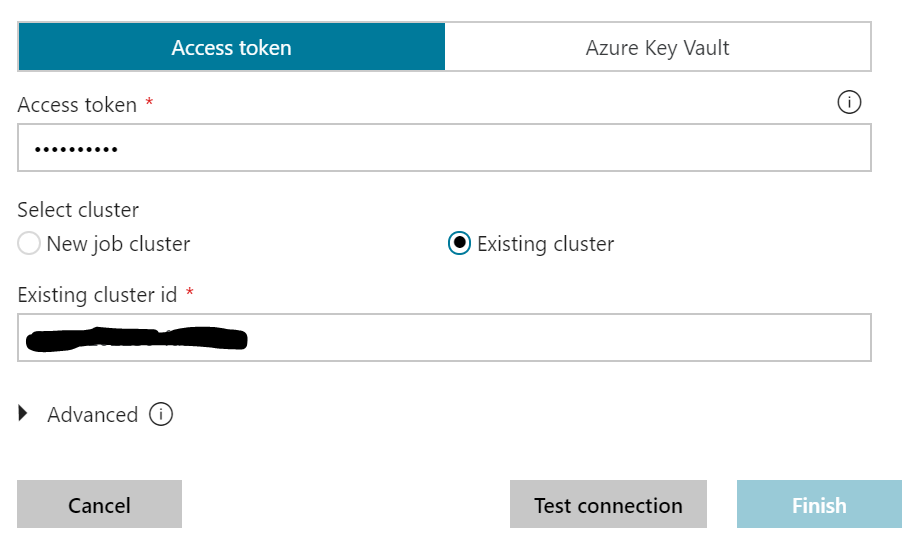 Access token
Azure Key Vault
Access token *
••••••••••
Select cluster
New job cluster
Existing cluster
Existing cluster id *
Advanced
Cancel
Test connection
Finish